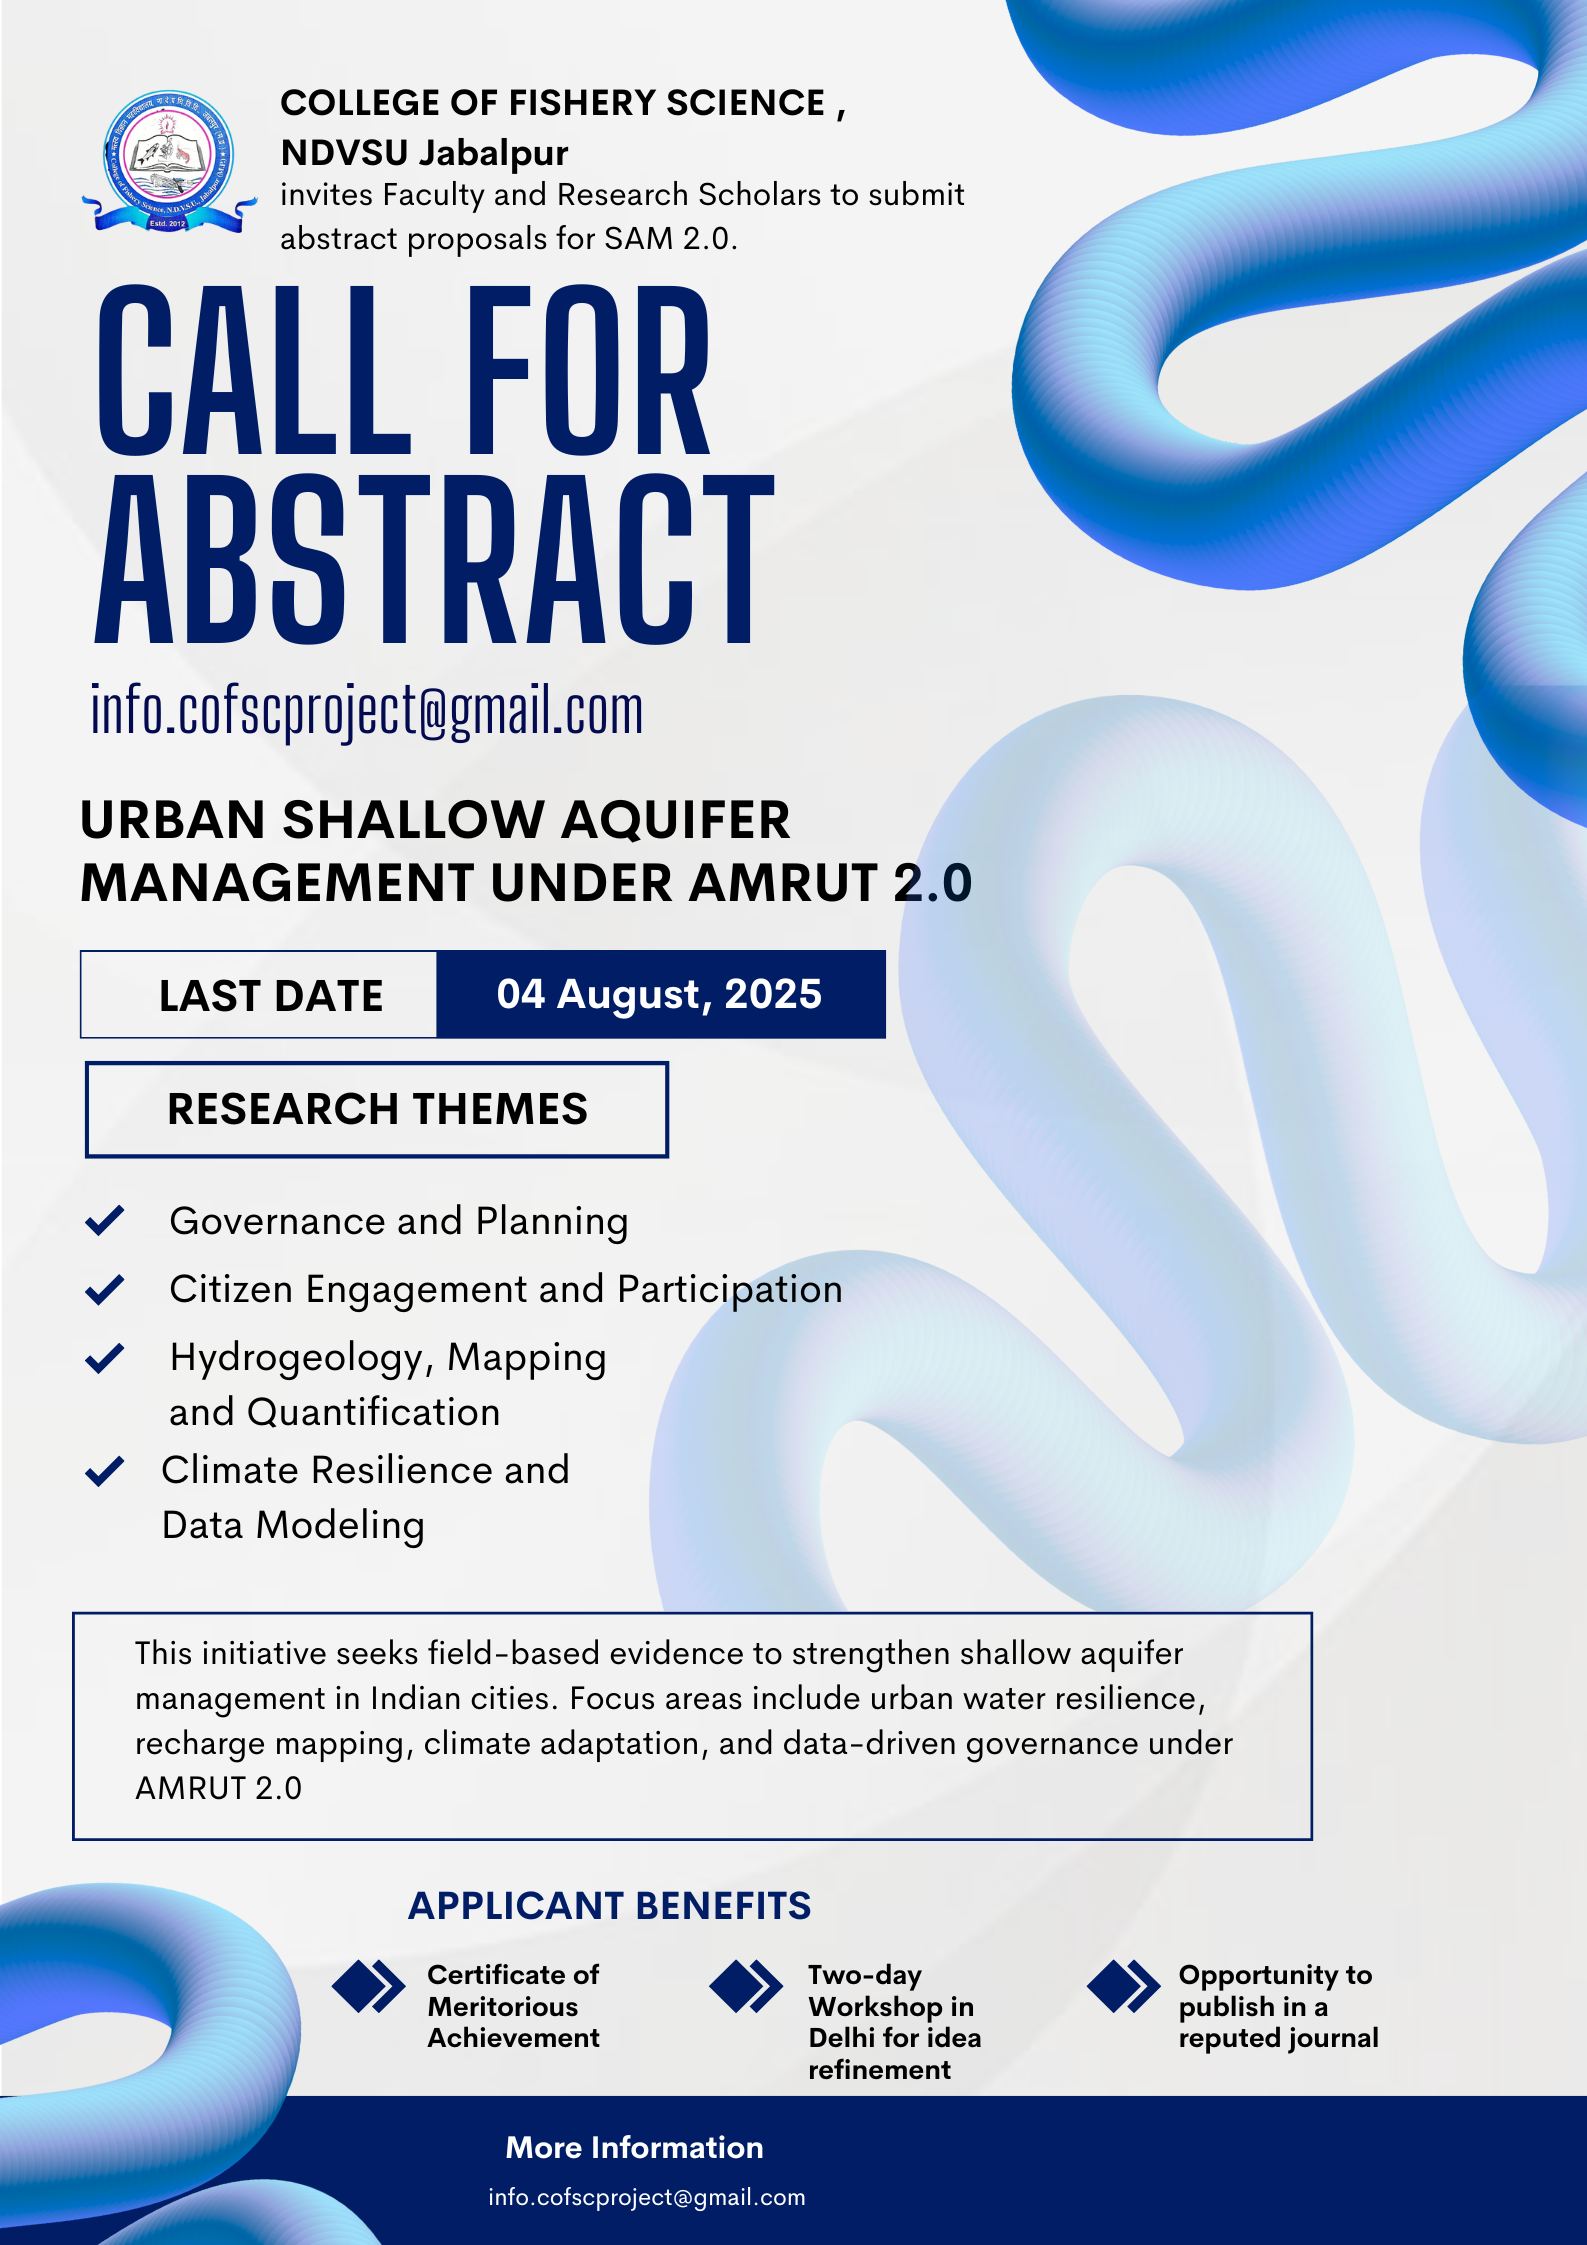 COLLEGE OF FISHERY SCIENCE ,
NDVSU Jabalpur
invites Faculty and Research Scholars to submit
abstract proposals for SAM 2.0.
Estd. 2012
CALL FOR
ABSTRACT
info.cofscproject@gmail.com
URBAN SHALLOW AQUIFER
MANAGEMENT UNDER AMRUT 2.0
LAST DATE
04 August, 2025
RESEARCH THEMES
Governance and Planning
Citizen Engagement and Participation
Hydrogeology, Mapping
and Quantification
Climate Resilience and
Data Modeling
This initiative seeks field-based evidence to strengthen shallow aquifer
management in Indian cities. Focus areas include urban water resilience,
recharge mapping, climate adaptation, and data-driven governance under
AMRUT 2.0
APPLICANT BENEFITS
Certificate of
Meritorious
Achievement
Two-day
Workshop in
Delhi for idea
refinement
Opportunity to
publish in a
reputed journal
More Information
info.cofscproject@gmail.com